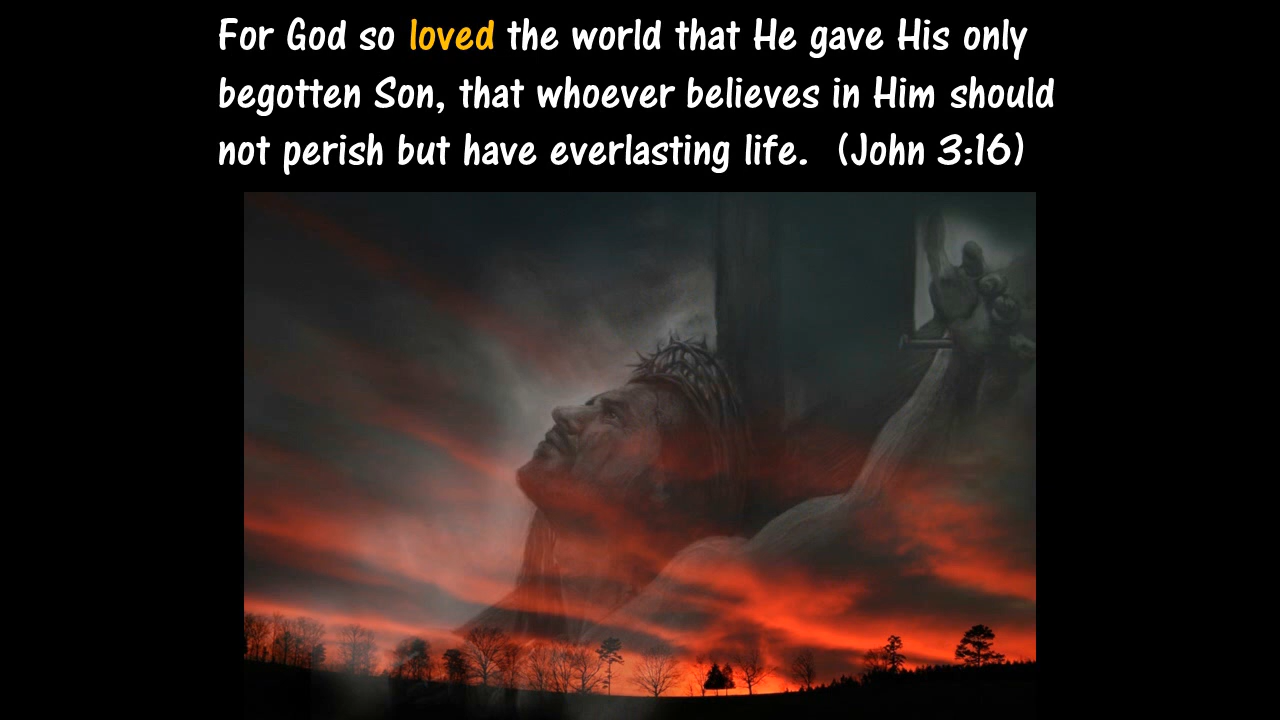 For God so loved the world that He gave His only
begotten Son, that whoever believes in Him should
not perish but have everlasting life. (John 3:16)